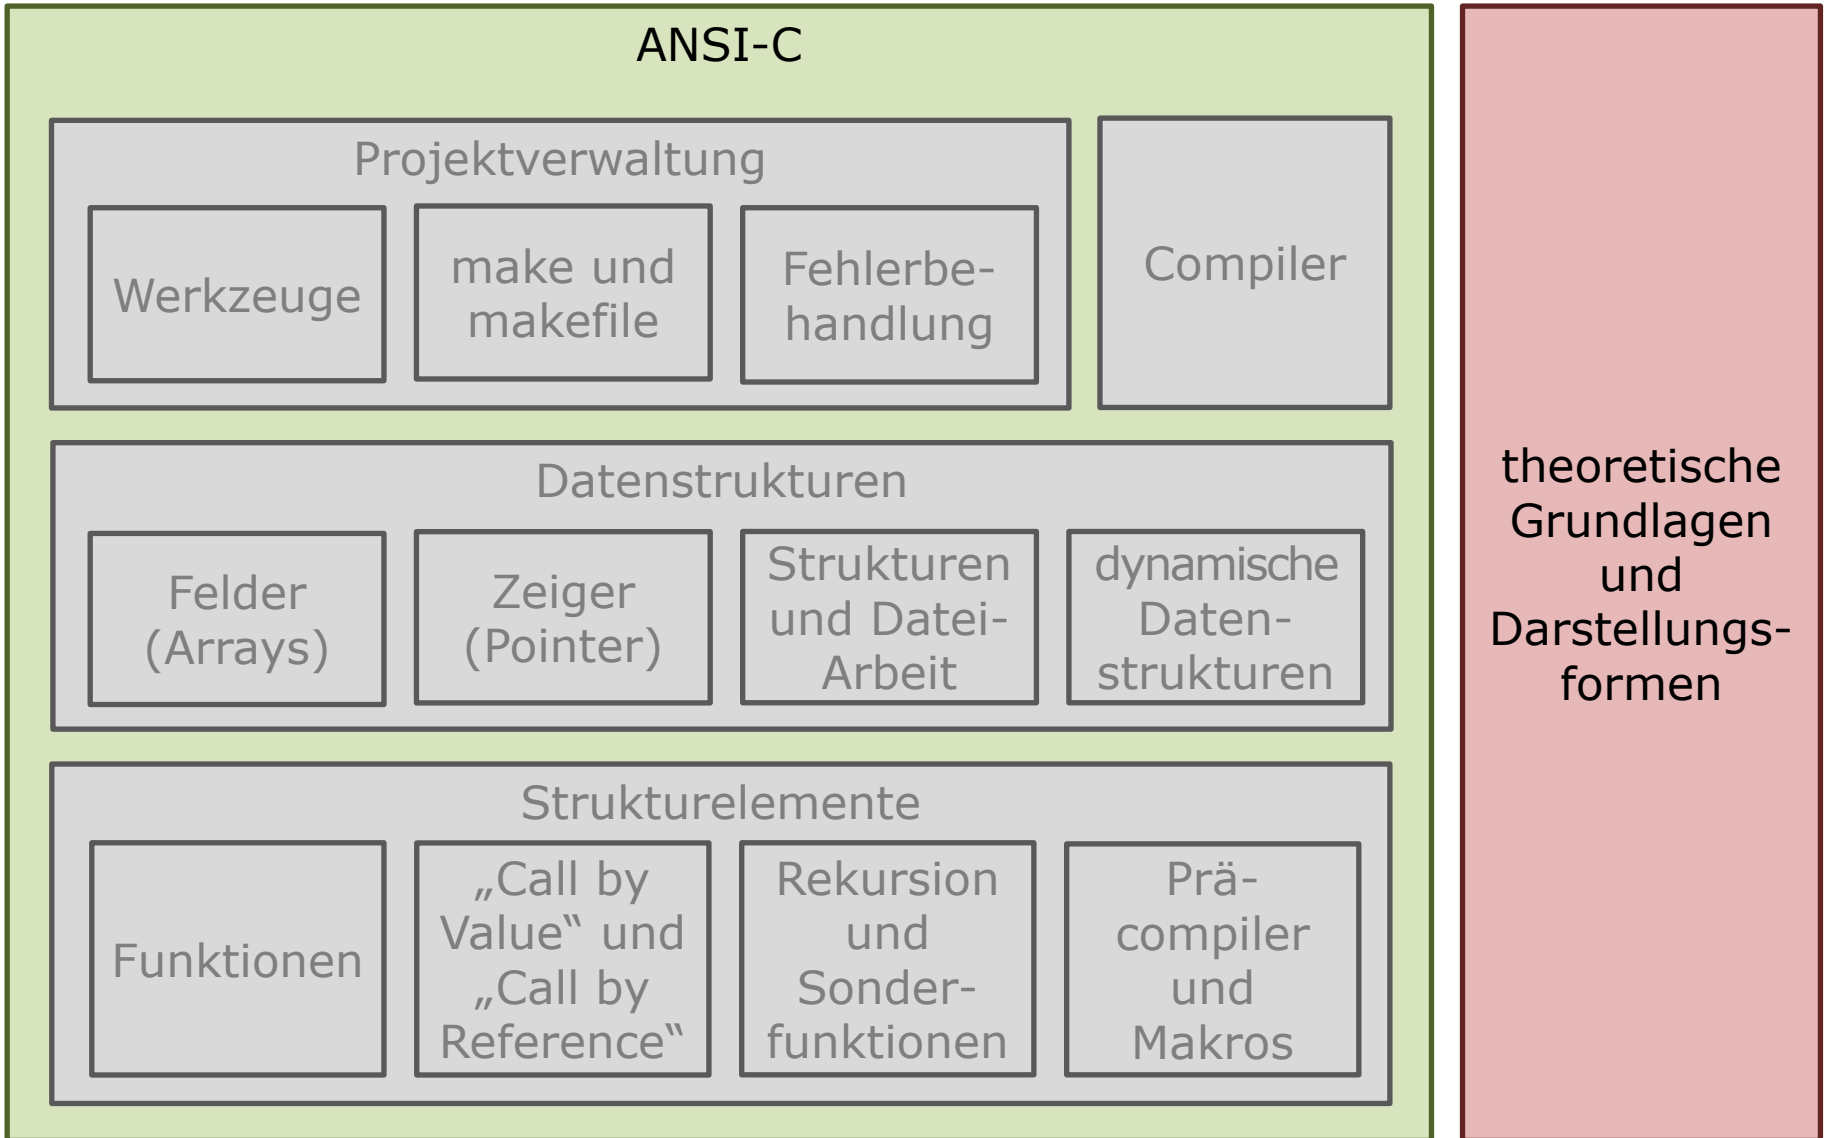 ANSI-C
Projektverwaltung
Werkzeuge
make und
makefile
Fehlerbe-
handlung
Compiler
Datenstrukturen
Felder
(Arrays)
Zeiger
(Pointer)
Strukturen
und Datei-
Arbeit
dynamische
Daten-
strukturen
Strukturelemente
Funktionen
„Call by
Value“ und
„Call by
Reference“
Rekursion
und
Sonder-
funktionen
Prä-
compiler
und
Makros
theoretische
Grundlagen
und
Darstellungs-
formen